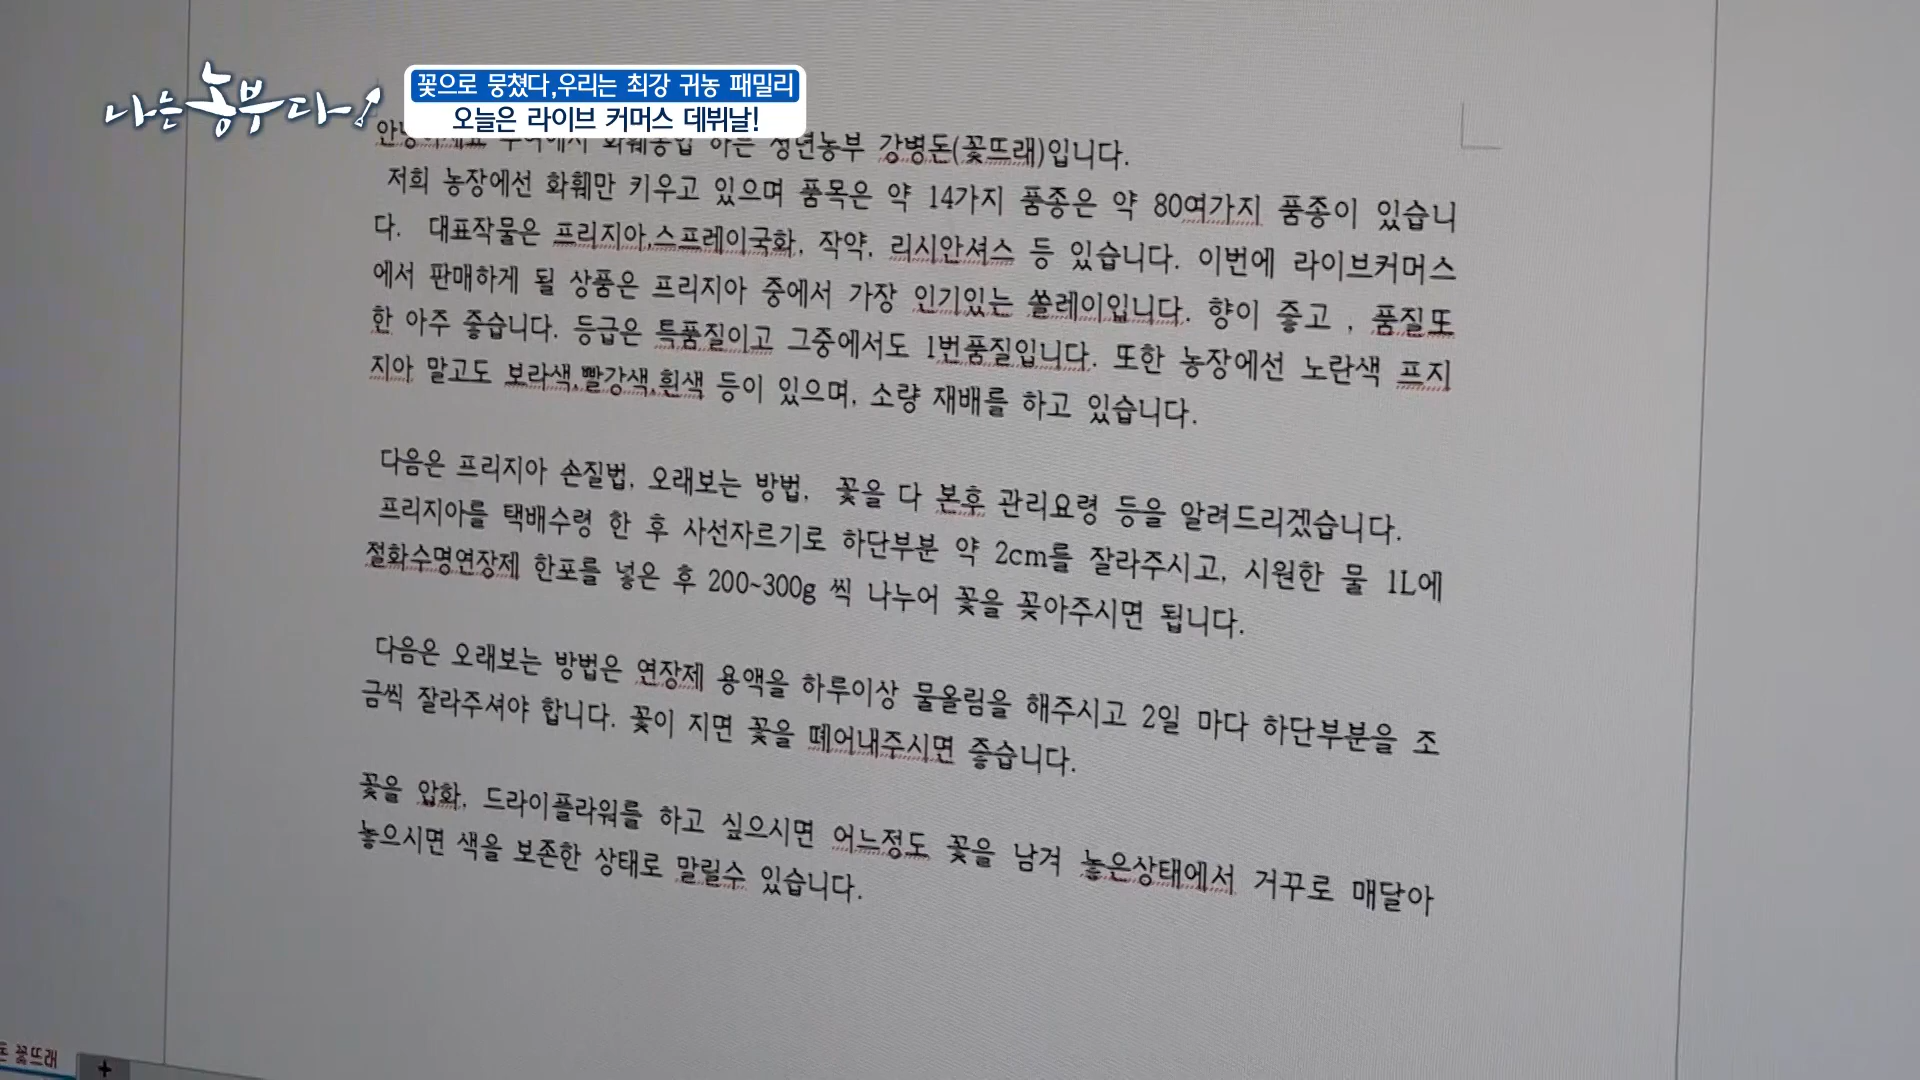 나는농부다!
꽃으로 뭉쳤다,우리는 최강 귀농 패밀리
오늘은 라이브 커머스 데뷔날!
하는 청년농부 강병돈(꽃뜨래)입니다.
저희 농장에선 화훼만 키우고 있으며 품목은 약 14가지 품종은 약 80여가지 품종이 있습니
다. 대표작물은 프리지아,스프레이국화, 작약, 리시안셔스 등 있습니다. 이번에 라이브커머스
에서 판매하게 될 상품은 프리지아 중에서 가장 인기있는 쏠레이입니다. 향이 좋고 , 품질또
한 아주 좋습니다. 등급은 특품질이고 그중에서도 1번품질입니다. 또한 농장에선 노란색 프지
지아 말고도 보라색,빨강색,흰색 등이 있으며, 소량 재배를 하고 있습니다.
다음은 프리지아 손질법, 오래보는 방법, 꽃을 다 본후 관리요령 등을 알려드리겠습니다.
프리지아를 택배수령 한 후 사선자르기로 하단부분 약 2cm를 잘라주시고, 시원한 물 1L에
절화수명연장제 한포를 넣은 후 200~300g 씩 나누어 꽃을 꽂아주시면 됩니다.
다음은 오래보는 방법은 연장제 용액을 하루이상 물올림을 해주시고 2일 마다 하단부분을 조
금씩 잘라주셔야 합니다. 꽃이 지면 꽃을 떼어내주시면 좋습니다.
꽃을 압화, 드라이플라워를 하고 싶으시면 어느정도 꽃을 남겨 놓은상태에서 거꾸로 매달아
놓으시면 색을 보존한 상태로 말릴수 있습니다.
꽃뜨래